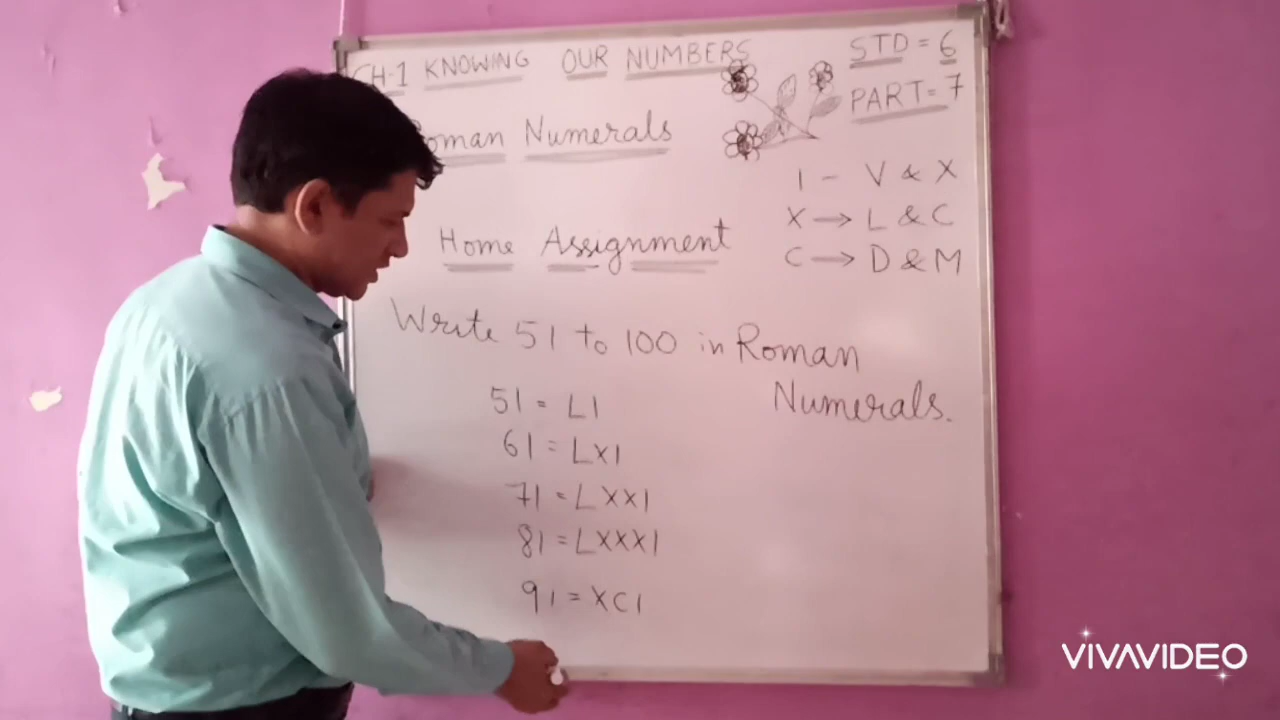 CH-1 KNOWING OUR NUMBERS
STD = 6
PART = 7
Roman Numerals
I - V & X
X → L & C
C → D & M
Home Assignment
Write 51 to 100 in Roman
Numerals.
51 = LI
61 = LXI
71 = LXXI
81 = LXXXI
91 = XCI
VIVAVIDEO